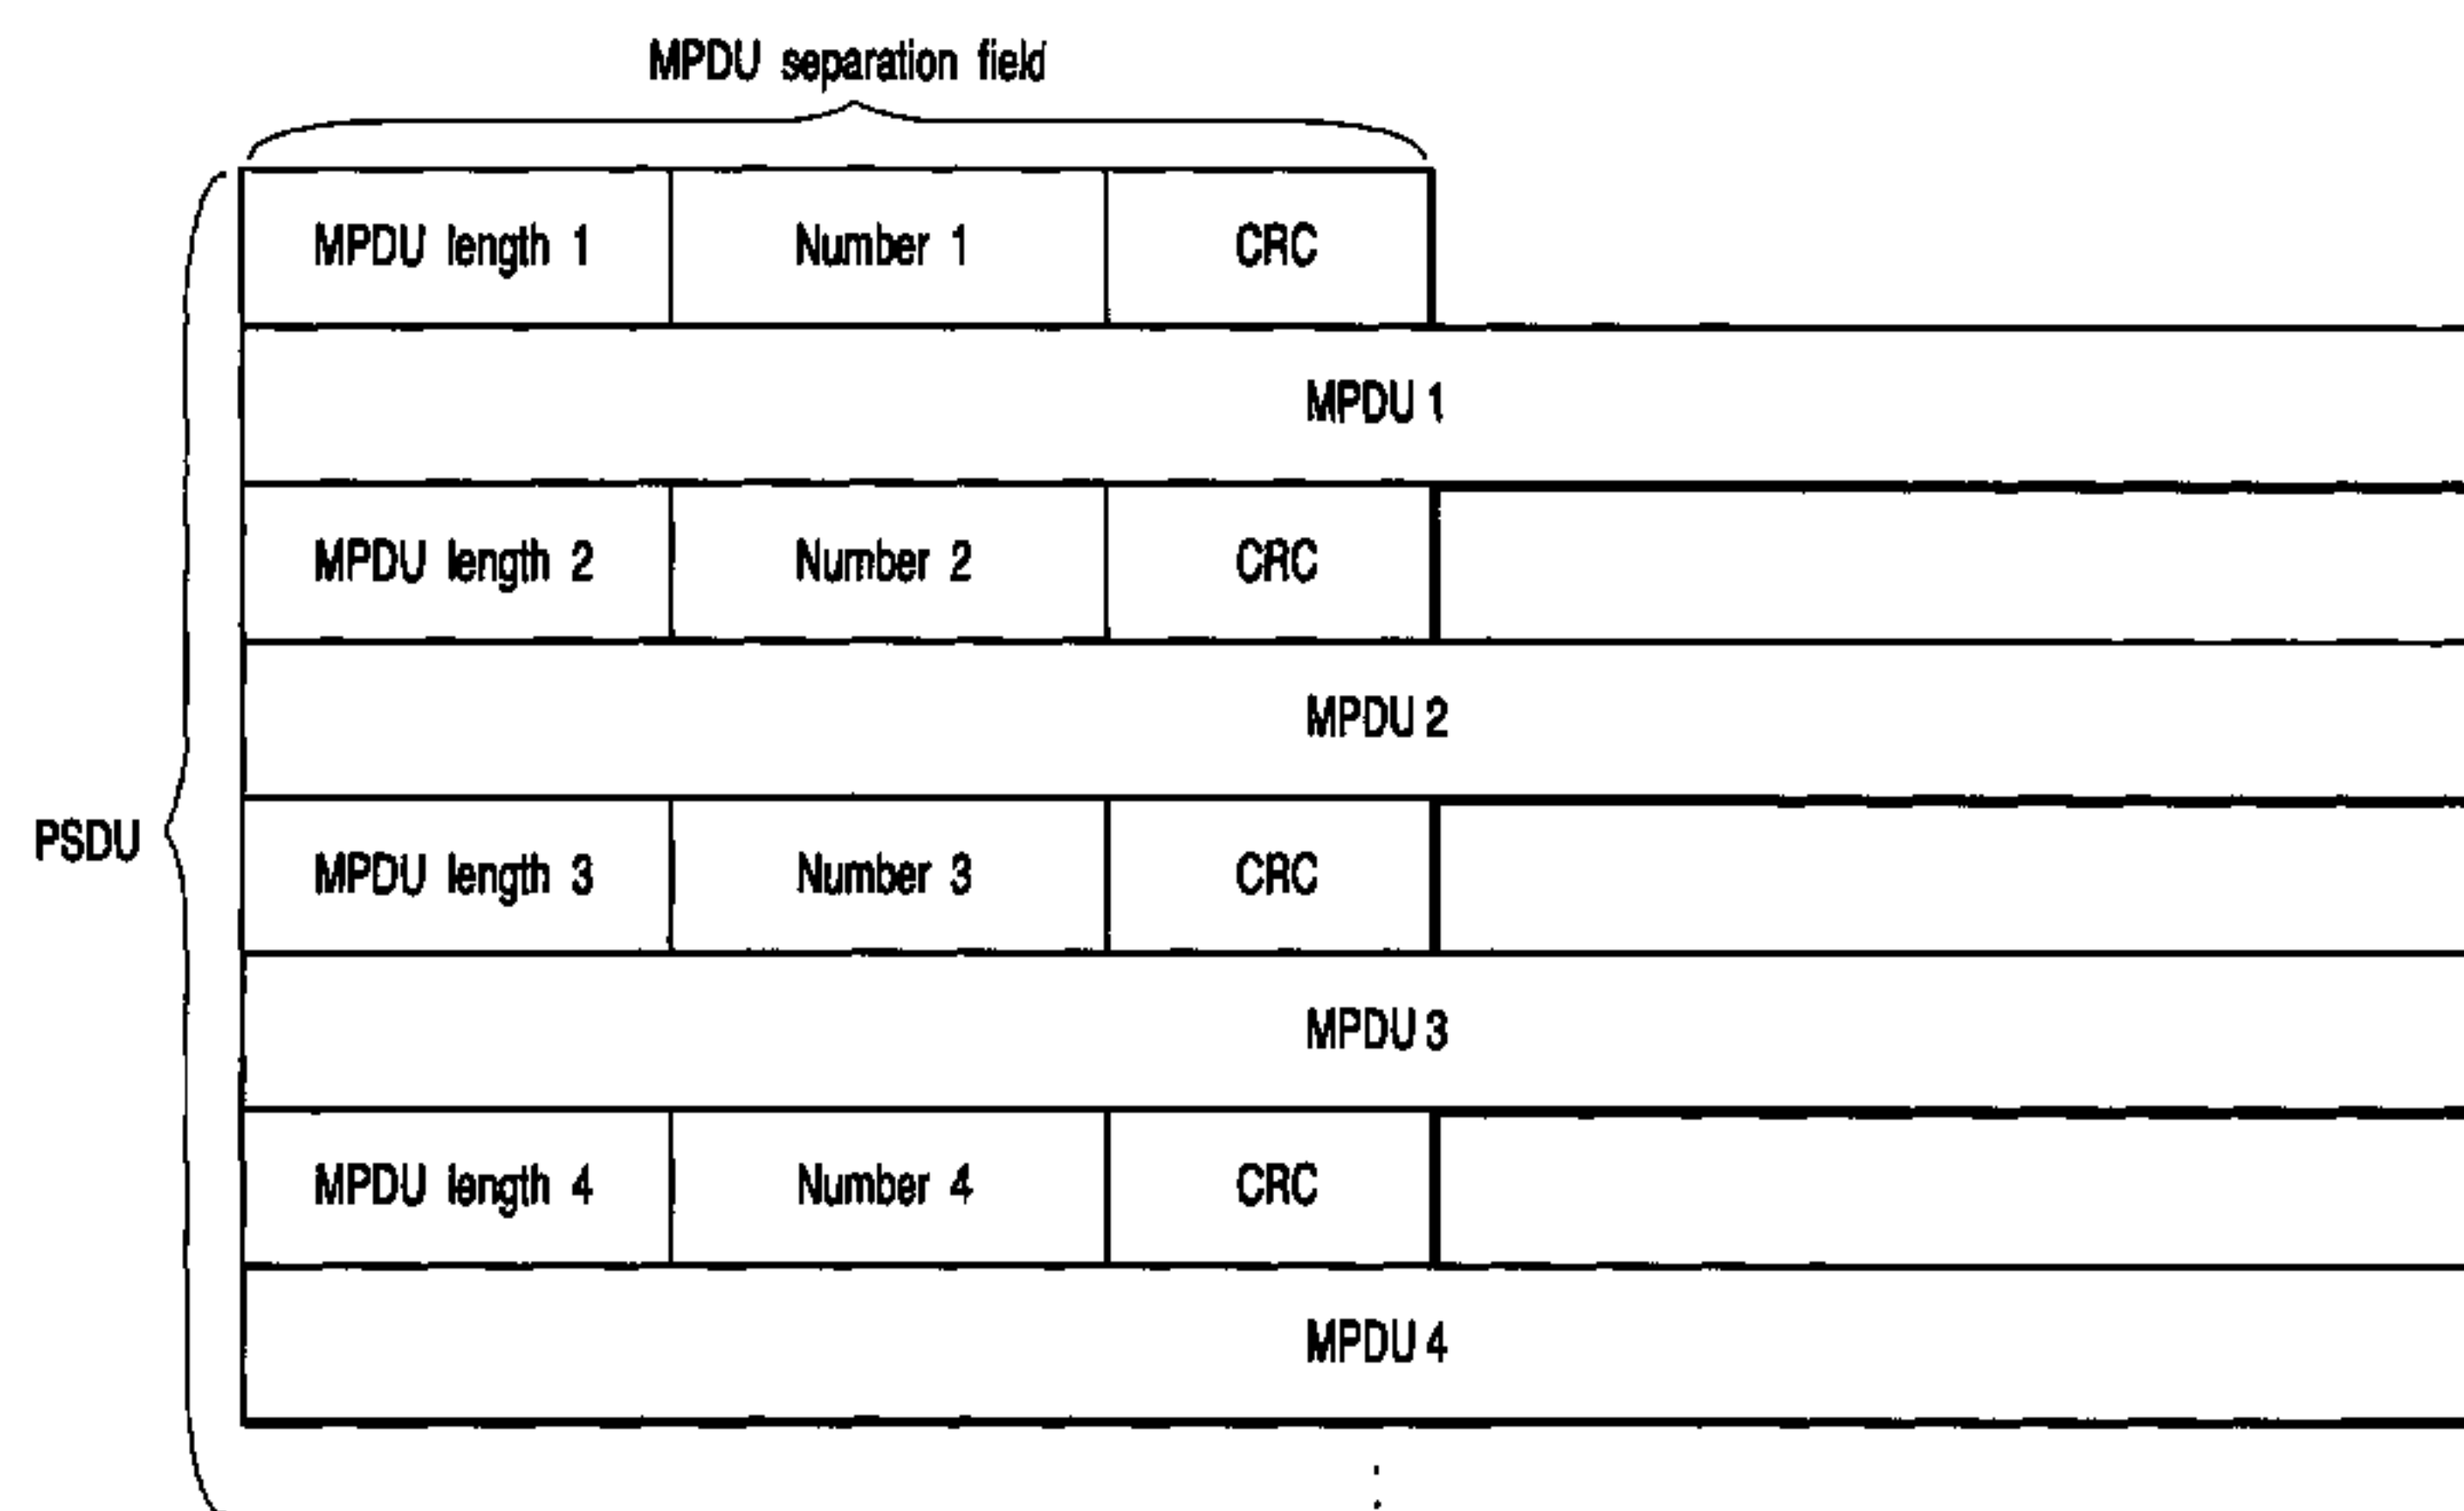 MPDU separation field
MPDU length 1 Number 1 CRC
MPDU 1
MPDU length 2 Number 2 CRC
MPDU 2
PSDU
MPDU length 3 Number 3 CRC
MPDU 3
MPDU length 4 Number 4 CRC
MPDU 4